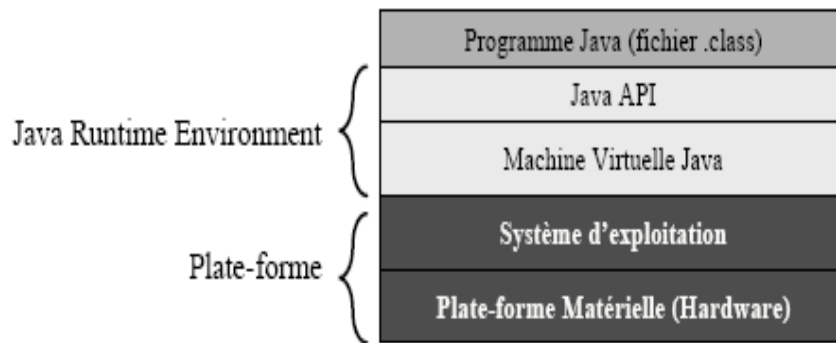 Programme Java (fichier .class)
Java API
Java Runtime Environment
Machine Virtuelle Java
Système d'exploitation
Plate-forme
Plate-forme Matérielle (Hardware)